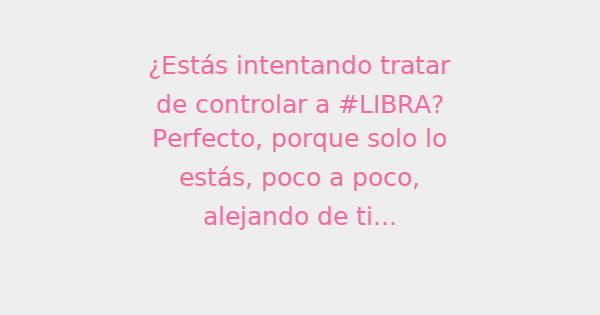 ¿Estás intentando tratar
de controlar a #LIBRA?
Perfecto, porque solo lo
estás, poco a poco,
alejando de ti...